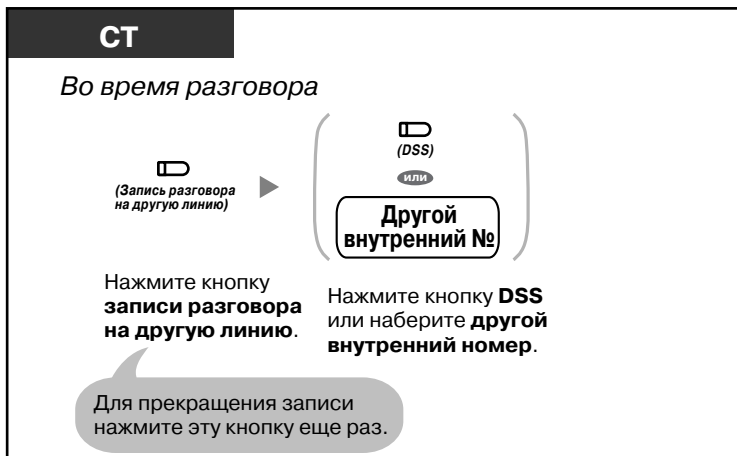 СТ
Во время разговора
(Запись разговора
на другую линию)
(DSS)
или
Другой
внутренний №
Нажмите кнопку
записи разговора
на другую линию.
Нажмите кнопку DSS
или наберите другой
внутренний номер.
Для прекращения записи
нажмите эту кнопку еще раз.